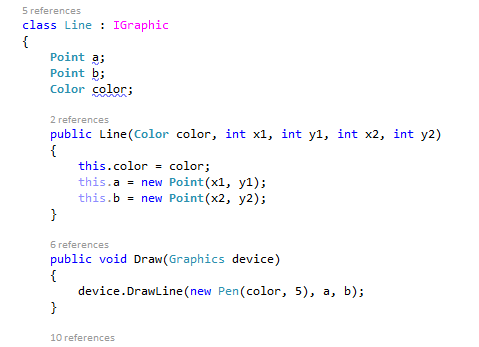 5 references
class Line : IGraphic
{
Point a;
Point b;
Color color;
2 references
public Line(Color color, int x1, int y1, int x2, int y2)
{
this.color = color;
this.a = new Point(x1, y1);
this.b = new Point(x2, y2);
}
6 references
public void Draw(Graphics device)
{
device.DrawLine(new Pen(color, 5), a, b);
}
10 references